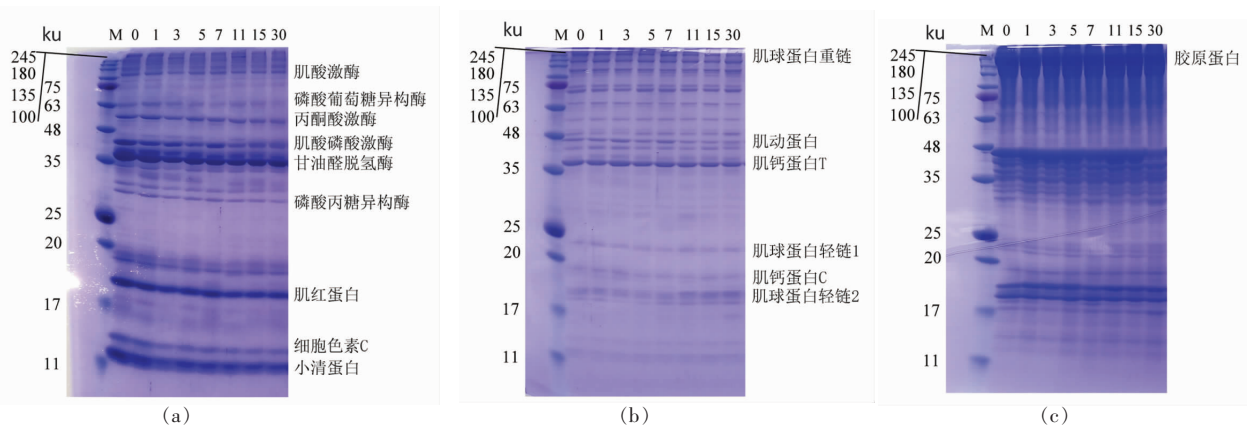 ku
M 0 1 3 5 7 11 15 30
245
180
135
100
75
63
48
35
25
20
17
11
肌酸激酶
磷酸葡萄糖异构酶
丙酮酸激酶
肌酸磷酸激酶
甘油醛脱氢酶
磷酸丙糖异构酶
肌红蛋白
细胞色素C
小清蛋白
(a)
ku
M 0 1 3 5 7 11 15 30
245
180
135
100
75
63
48
35
25
20
17
11
肌球蛋白重链
肌动蛋白
肌钙蛋白T
肌球蛋白轻链1
肌钙蛋白C
肌球蛋白轻链2
(b)
ku
M 0 1 3 5 7 11 15 30
245
180
135
100
75
63
48
35
25
20
17
11
胶原蛋白
(c)